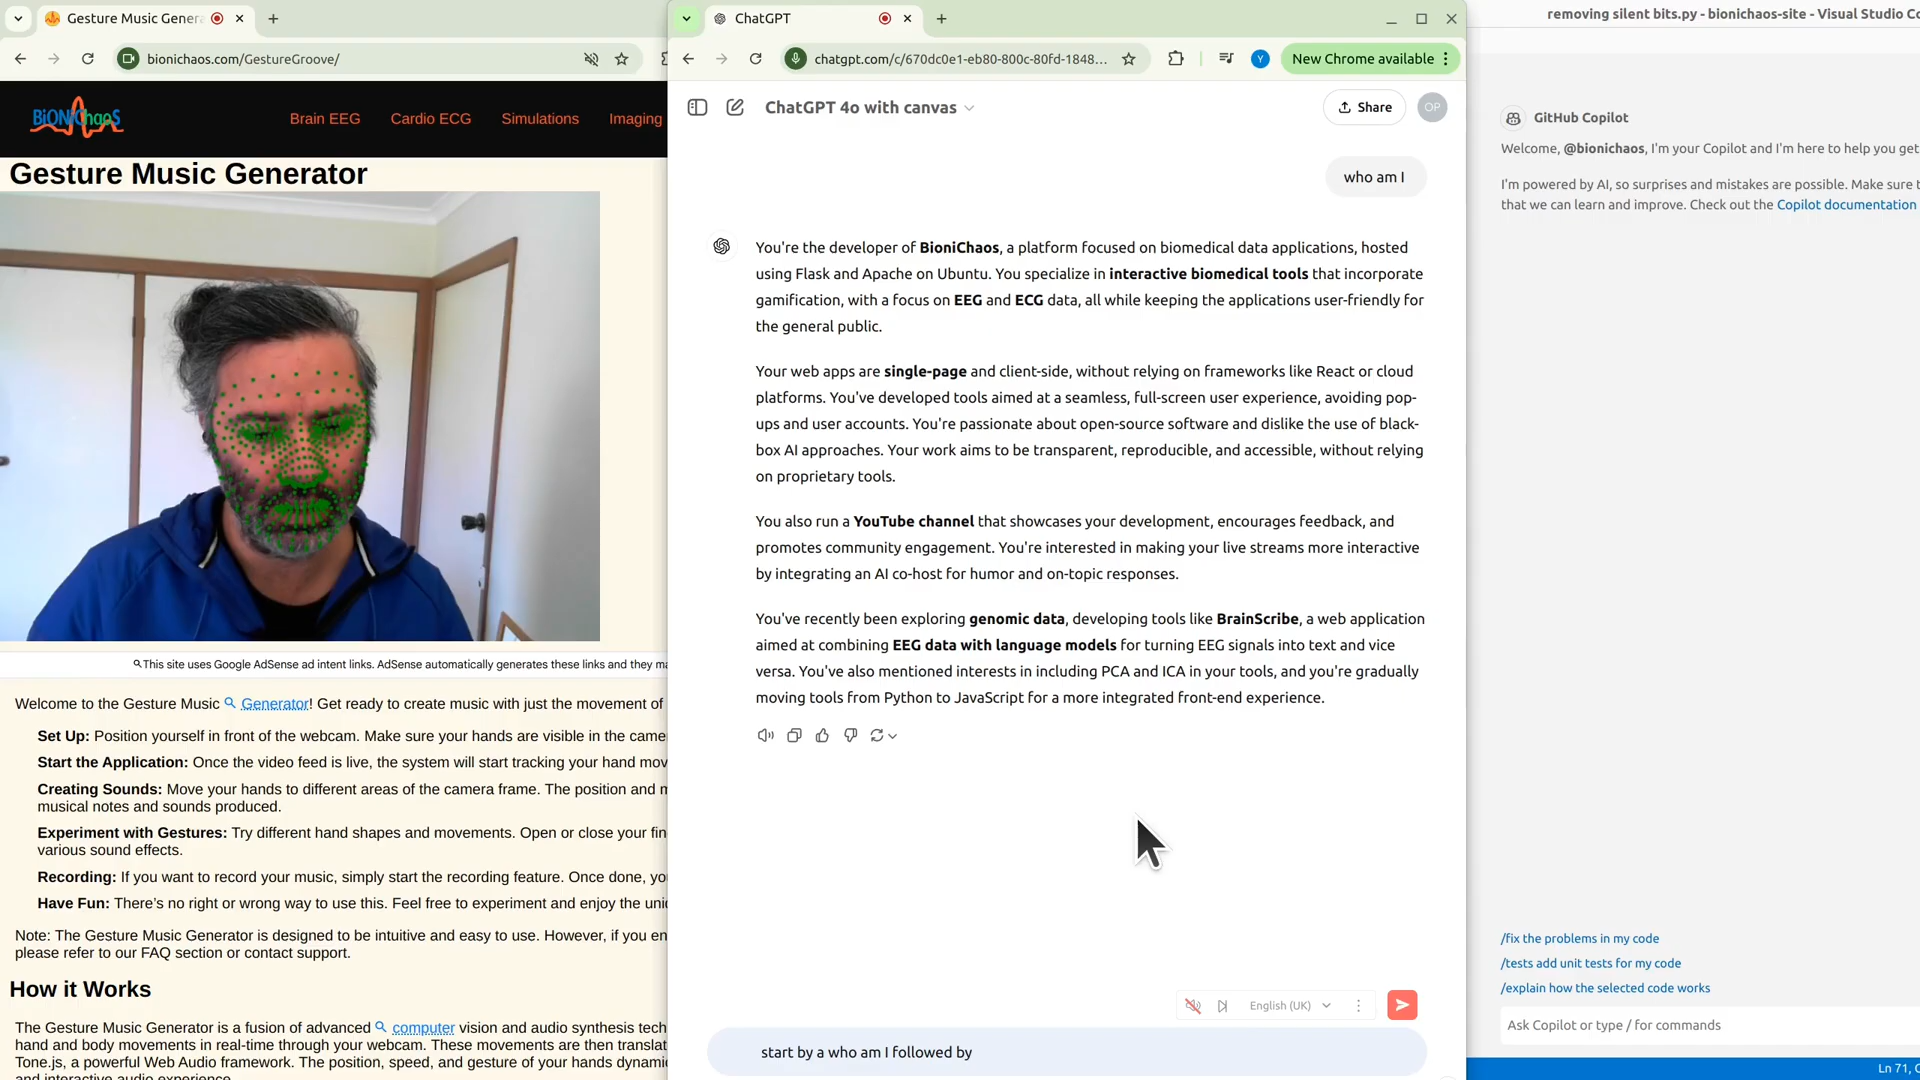 Gesture Music Genera
bionichaos.com/GestureGroove/
BiONiChaoS
Brain EEG
Cardio ECG
Simulations
Imaging
Gesture Music Generator
This site uses Google AdSense ad intent links. AdSense automatically generates these links and they ma
Welcome to the Gesture Music Generator! Get ready to create music with just the movement of
Set Up: Position yourself in front of the webcam. Make sure your hands are visible in the came
Start the Application: Once the video feed is live, the system will start tracking your hand mov
Creating Sounds: Move your hands to different areas of the camera frame. The position and m
musical notes and sounds produced.
Experiment with Gestures: Try different hand shapes and movements. Open or close your fin
various sound effects.
Recording: If you want to record your music, simply start the recording feature. Once done, yo
Have Fun: There's no right or wrong way to use this. Feel free to experiment and enjoy the uni
Note: The Gesture Music Generator is designed to be intuitive and easy to use. However, if you en
please refer to our FAQ section or contact support.
How it Works
The Gesture Music Generator is a fusion of advanced computer vision and audio synthesis tech
hand and body movements in real-time through your webcam. These movements are then translat
Tone.js, a powerful Web Audio framework. The position, speed, and gesture of your hands dynamic
and interactive audio experience.
ChatGPT
chatgpt.com/c/670dc0e1-eb80-800c-80fd-1848...
Y
New Chrome available
ChatGPT 4o with canvas
Share
OP
who am I
You're the developer of BioniChaos, a platform focused on biomedical data applications, hosted
using Flask and Apache on Ubuntu. You specialize in interactive biomedical tools that incorporate
gamification, with a focus on EEG and ECG data, all while keeping the applications user-friendly for
the general public.
Your web apps are single-page and client-side, without relying on frameworks like React or cloud
platforms. You've developed tools aimed at a seamless, full-screen user experience, avoiding pop-
ups and user accounts. You're passionate about open-source software and dislike the use of black-
box AI approaches. Your work aims to be transparent, reproducible, and accessible, without relying
on proprietary tools.
You also run a YouTube channel that showcases your development, encourages feedback, and
promotes community engagement. You're interested in making your live streams more interactive
by integrating an AI co-host for humor and on-topic responses.
You've recently been exploring genomic data, developing tools like BrainScribe, a web application
aimed at combining EEG data with language models for turning EEG signals into text and vice
versa. You've also mentioned interests in including PCA and ICA in your tools, and you're gradually
moving tools from Python to JavaScript for a more integrated front-end experience.
English (UK)
start by a who am I followed by
removing silent bits.py - bionichaos-site - Visual Studio Co
GitHub Copilot
Welcome, @bionichaos, I'm your Copilot and I'm here to help you get
I'm powered by AI, so surprises and mistakes are possible. Make sure t
that we can learn and improve. Check out the Copilot documentation
/fix the problems in my code
/tests add unit tests for my code
/explain how the selected code works
Ask Copilot or type / for commands
Ln 71, C